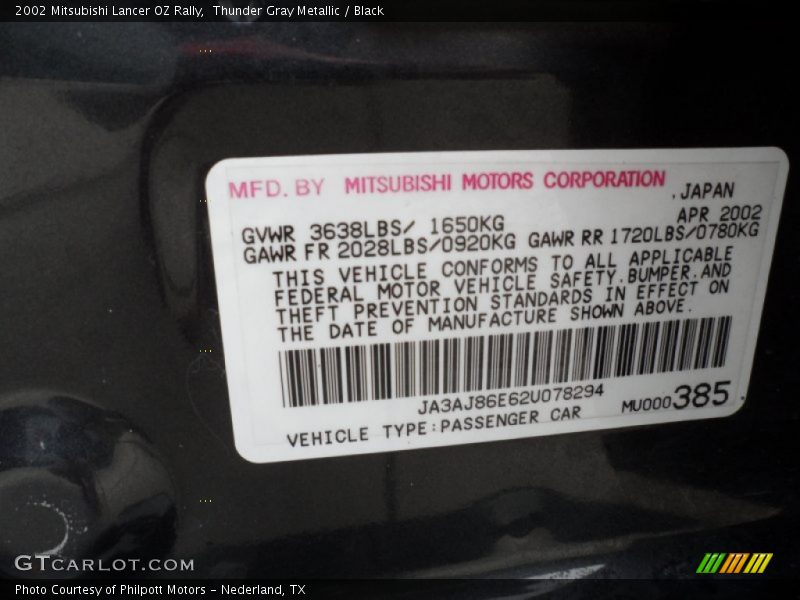 2002 Mitsubishi Lancer OZ Rally,  Thunder Gray Metallic / Black
MFD. BY MITSUBISHI MOTORS CORPORATION
, JAPAN
APR 2002
GVWR 3638LBS/ 1650KG
GAWR FR 2028LBS/0920KG GAWR RR 1720LBS/0780KG
THIS VEHICLE CONFORMS TO ALL APPLICABLE
FEDERAL MOTOR VEHICLE SAFETY,BUMPER,AND
THEFT PREVENTION STANDARDS IN EFFECT ON
THE DATE OF MANUFACTURE SHOWN ABOVE.
JA3AJ86E62U078294
MU000385
VEHICLE TYPE:PASSENGER CAR
GTCARLOT.COM
Photo Courtesy of Philpott Motors - Nederland, TX